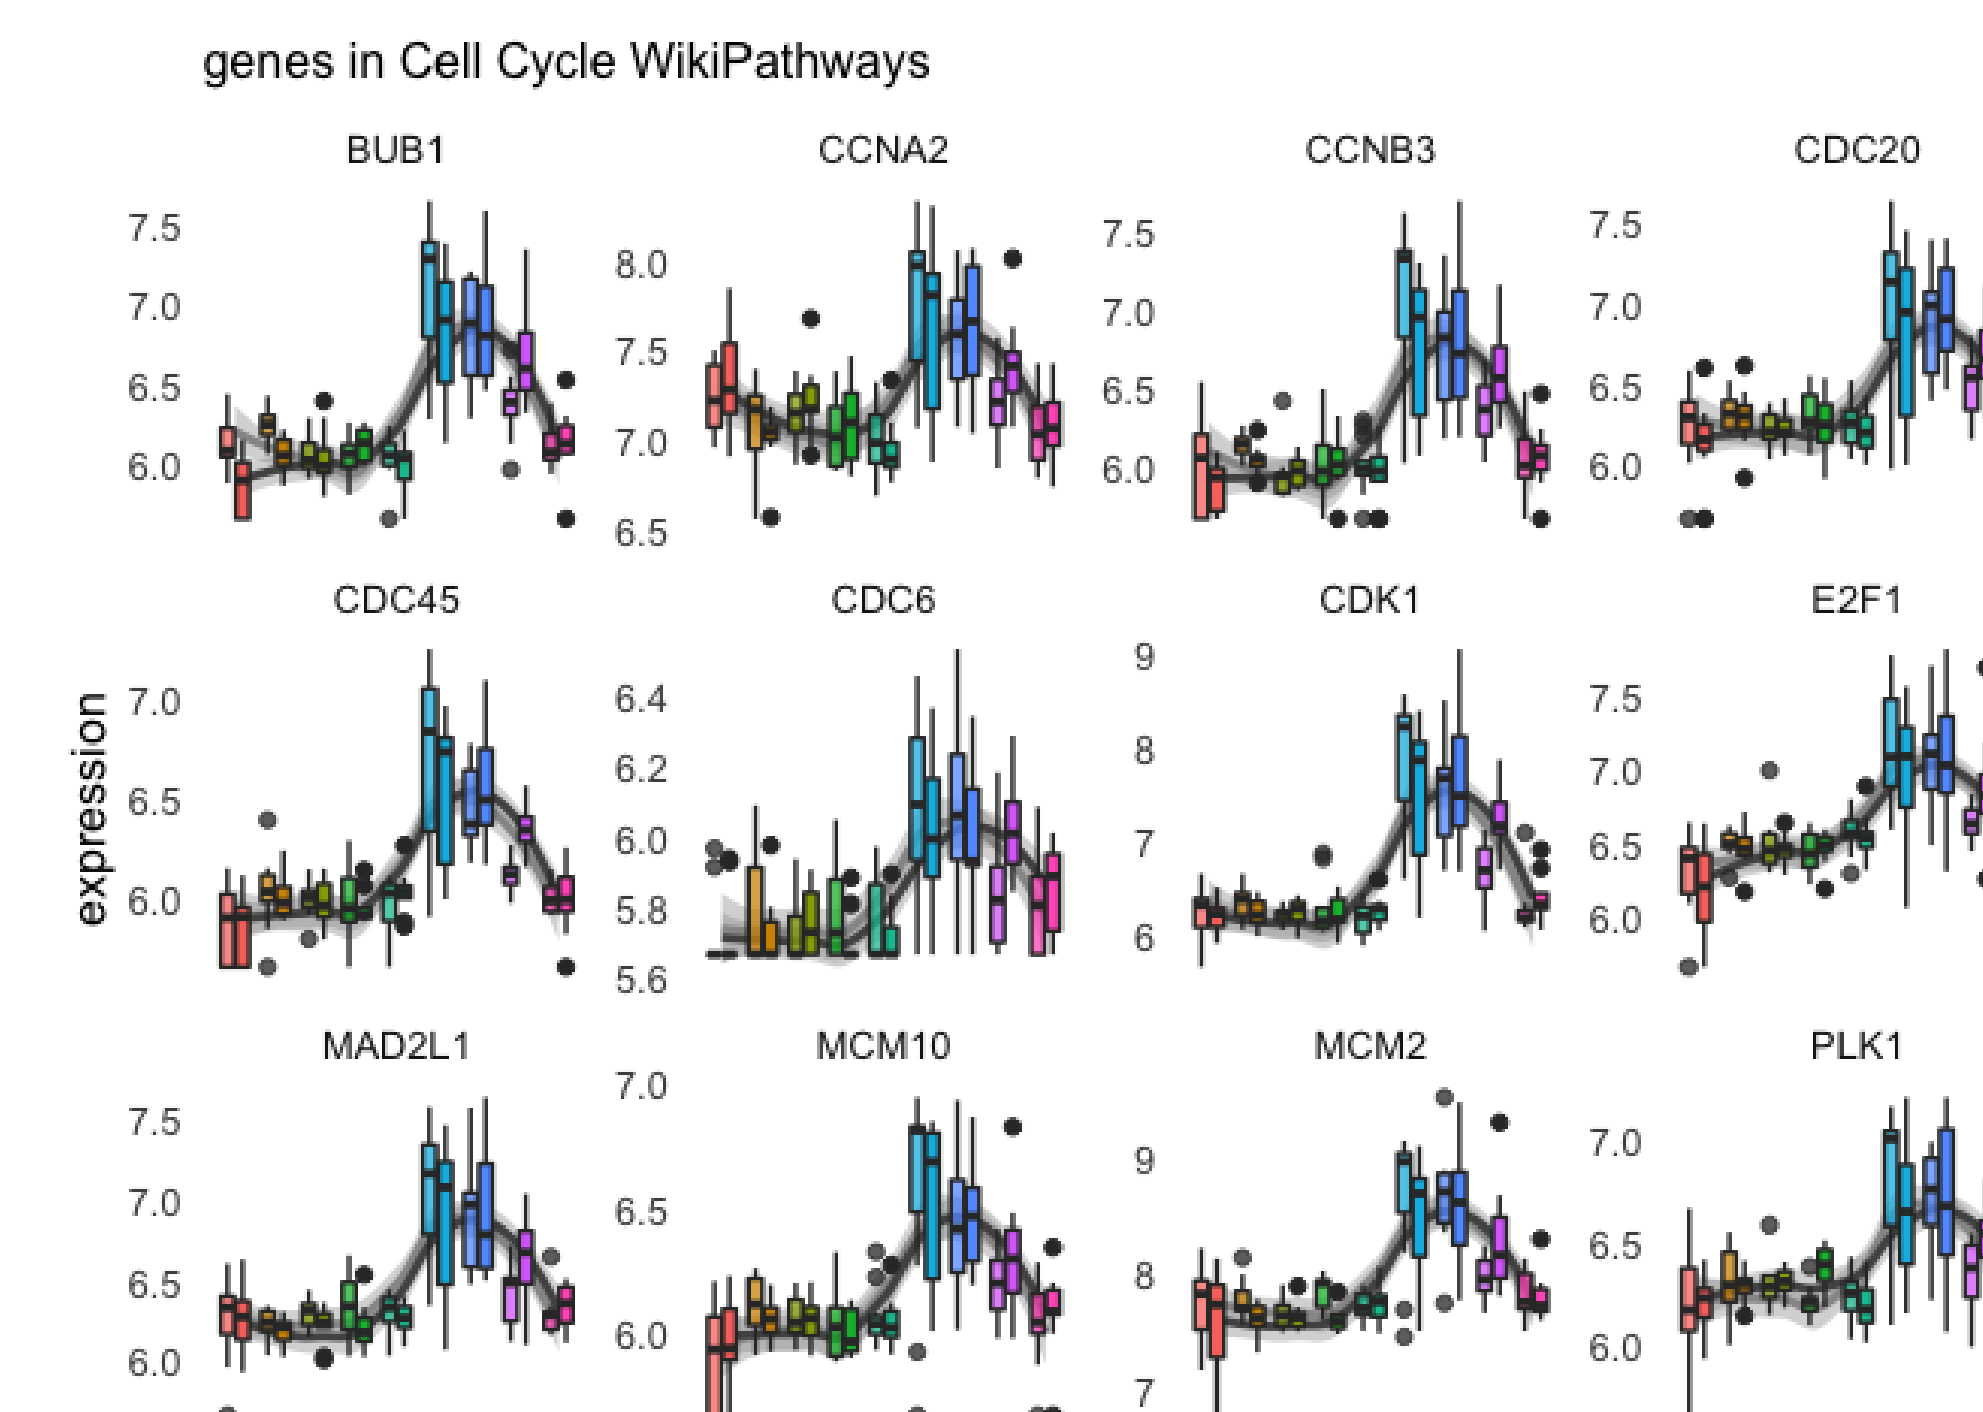 genes in Cell Cycle WikiPathways
BUB1 CCNA2 CCNB3 CDC20
7.5 7.0 6.5 6.0
8.0 7.5 7.0 6.5
7.5 7.0 6.5 6.0
7.5 7.0 6.5 6.0
expression
CDC45 CDC6 CDK1 E2F1
7.0 6.5 6.0
6.4 6.2 6.0 5.8 5.6
9 8 7 6
7.5 7.0 6.5 6.0
MAD2L1 MCM10 MCM2 PLK1
7.5 7.0 6.5 6.0
7.0 6.5 6.0
9 8 7
7.0 6.5 6.0